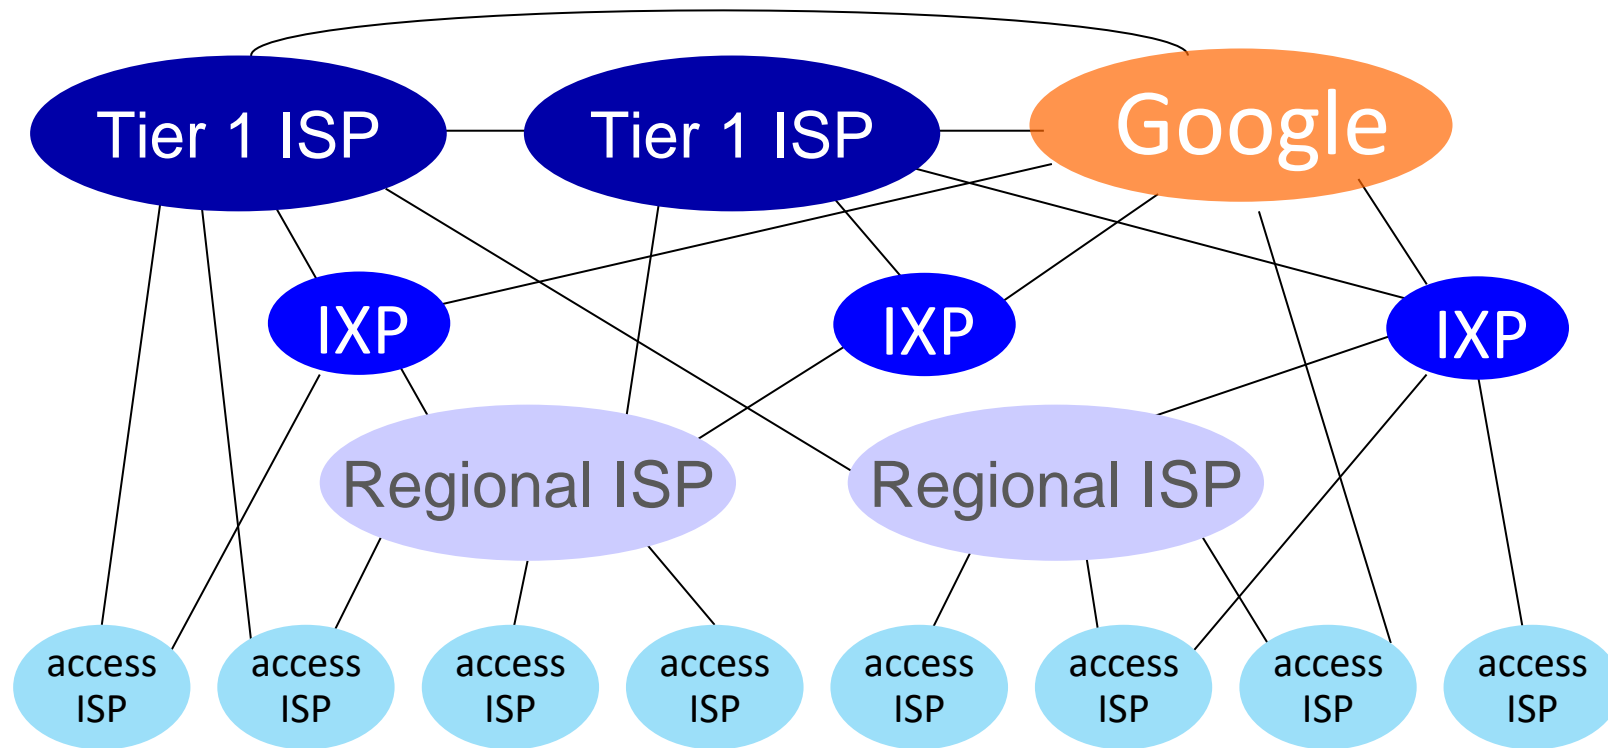 Tier 1 ISP
Tier 1 ISP
Google
IXP
IXP
IXP
Regional ISP
Regional ISP
access
ISP
access
ISP
access
ISP
access
ISP
access
ISP
access
ISP
access
ISP
access
ISP